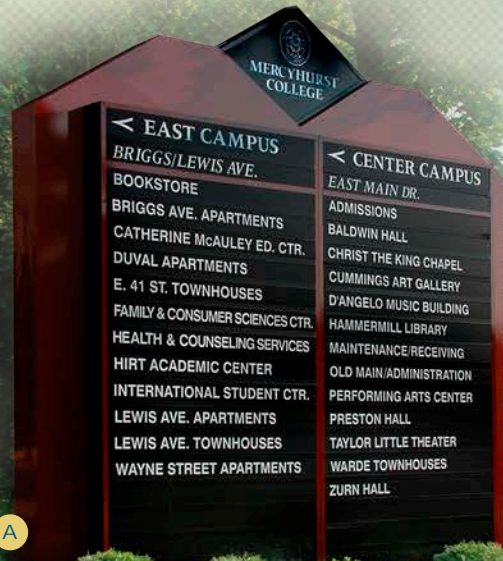 MERCYHURST
COLLEGE
< EAST CAMPUS
BRIGGS/LEWIS AVE.
BOOKSTORE
BRIGGS AVE. APARTMENTS
CATHERINE McAULEY ED. CTR.
DUVAL APARTMENTS
E. 41 ST. TOWNHOUSES
FAMILY & CONSUMER SCIENCES CTR.
HEALTH & COUNSELING SERVICES
HIRT ACADEMIC CENTER
INTERNATIONAL STUDENT CTR.
LEWIS AVE. APARTMENTS
LEWIS AVE. TOWNHOUSES
WAYNE STREET APARTMENTS
< CENTER CAMPUS
EAST MAIN DR.
ADMISSIONS
BALDWIN HALL
CHRIST THE KING CHAPEL
CUMMINGS ART GALLERY
D'ANGELO MUSIC BUILDING
HAMMERMILL LIBRARY
MAINTENANCE/RECEIVING
OLD MAIN/ADMINISTRATION
PERFORMING ARTS CENTER
PRESTON HALL
TAYLOR LITTLE THEATER
WARDE TOWNHOUSES
ZURN HALL
A